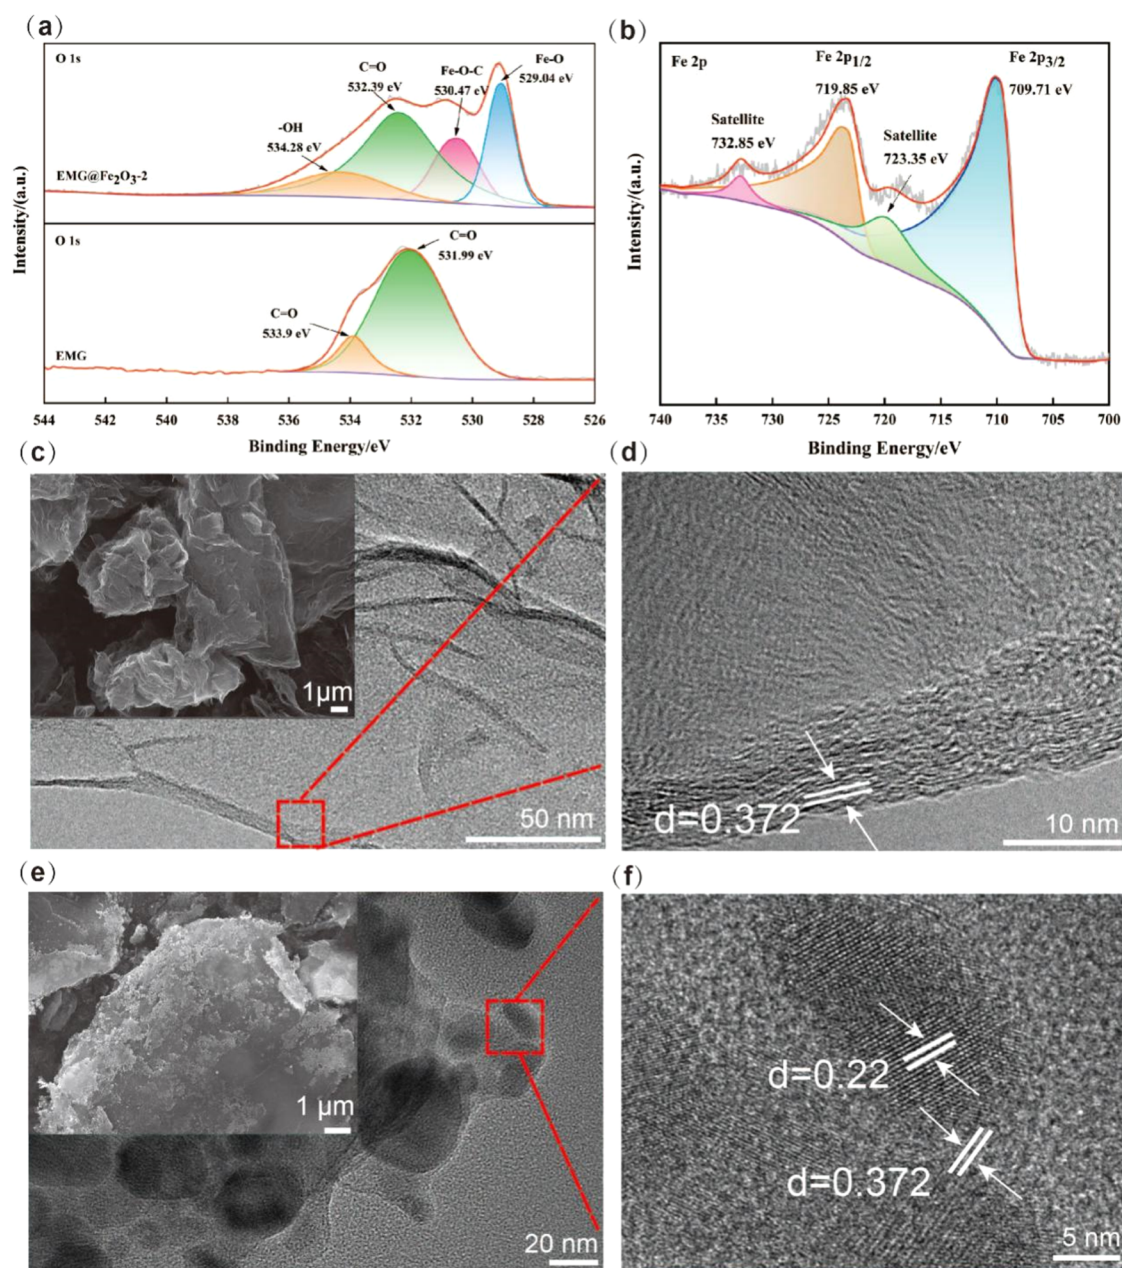 (a)
O 1s
C=O
532.39 eV
Fe-O-C
530.47 eV
Fe-O
529.04 eV
-OH
534.28 eV
EMG@Fe₂O₃-2
O 1s
C=O
531.99 eV
C=O
533.9 eV
EMG
Intensity/(a.u.)
544 542 540 538 536 534 532 530 528 526
Binding Energy/eV
(b)
Fe 2p
Fe 2p1/2
719.85 eV
Fe 2p3/2
709.71 eV
Satellite
732.85 eV
Satellite
723.35 eV
Intensity/(a.u.)
740 735 730 725 720 715 710 705 700
Binding Energy/eV
(c)
1μm
50 nm
(d)
d=0.372
10 nm
(e)
1 μm
20 nm
(f)
d=0.22
d=0.372
5 nm